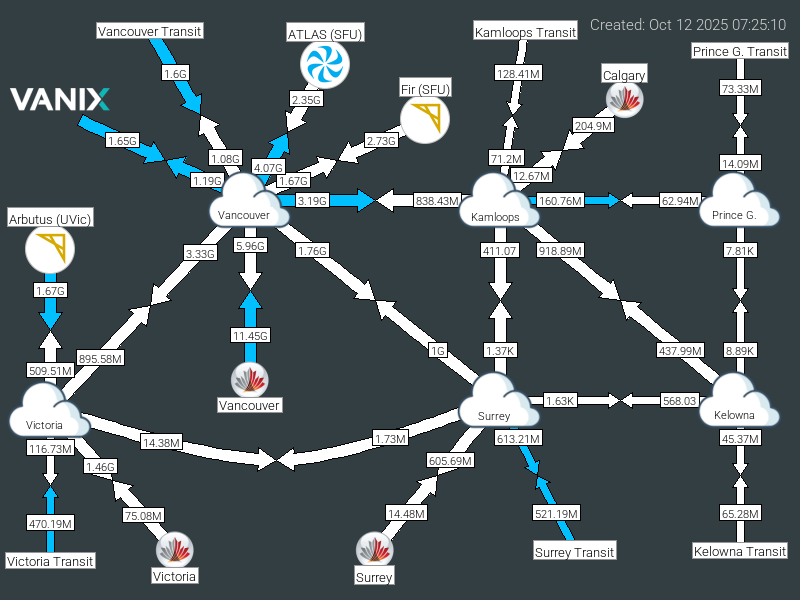 Created: Oct 12 2025 07:25:10
Vancouver Transit
ATLAS (SFU)
Kamloops Transit
Prince G. Transit
1.6G
128.41M
Calgary
73.33M
Fir (SFU)
VANIX
2.35G
204.9M
1.65G
2.73G
1.08G
71.2M
14.09M
4.07G
1.19G
1.67G
12.67M
3.19G
838.43M
160.76M
62.94M
Vancouver
Kamloops
Prince G.
Arbutus (UVic)
3.33G
5.96G
1.76G
411.07
918.89M
7.81K
1.67G
11.45G
895.58M
1G
1.37K
437.99M
8.89K
509.51M
Vancouver
1.63K
568.03
Victoria
Surrey
Kelowna
116.73M
14.38M
1.73M
613.21M
45.37M
1.46G
605.69M
470.19M
75.08M
14.48M
521.19M
65.28M
Victoria Transit
Victoria
Surrey
Surrey Transit
Kelowna Transit